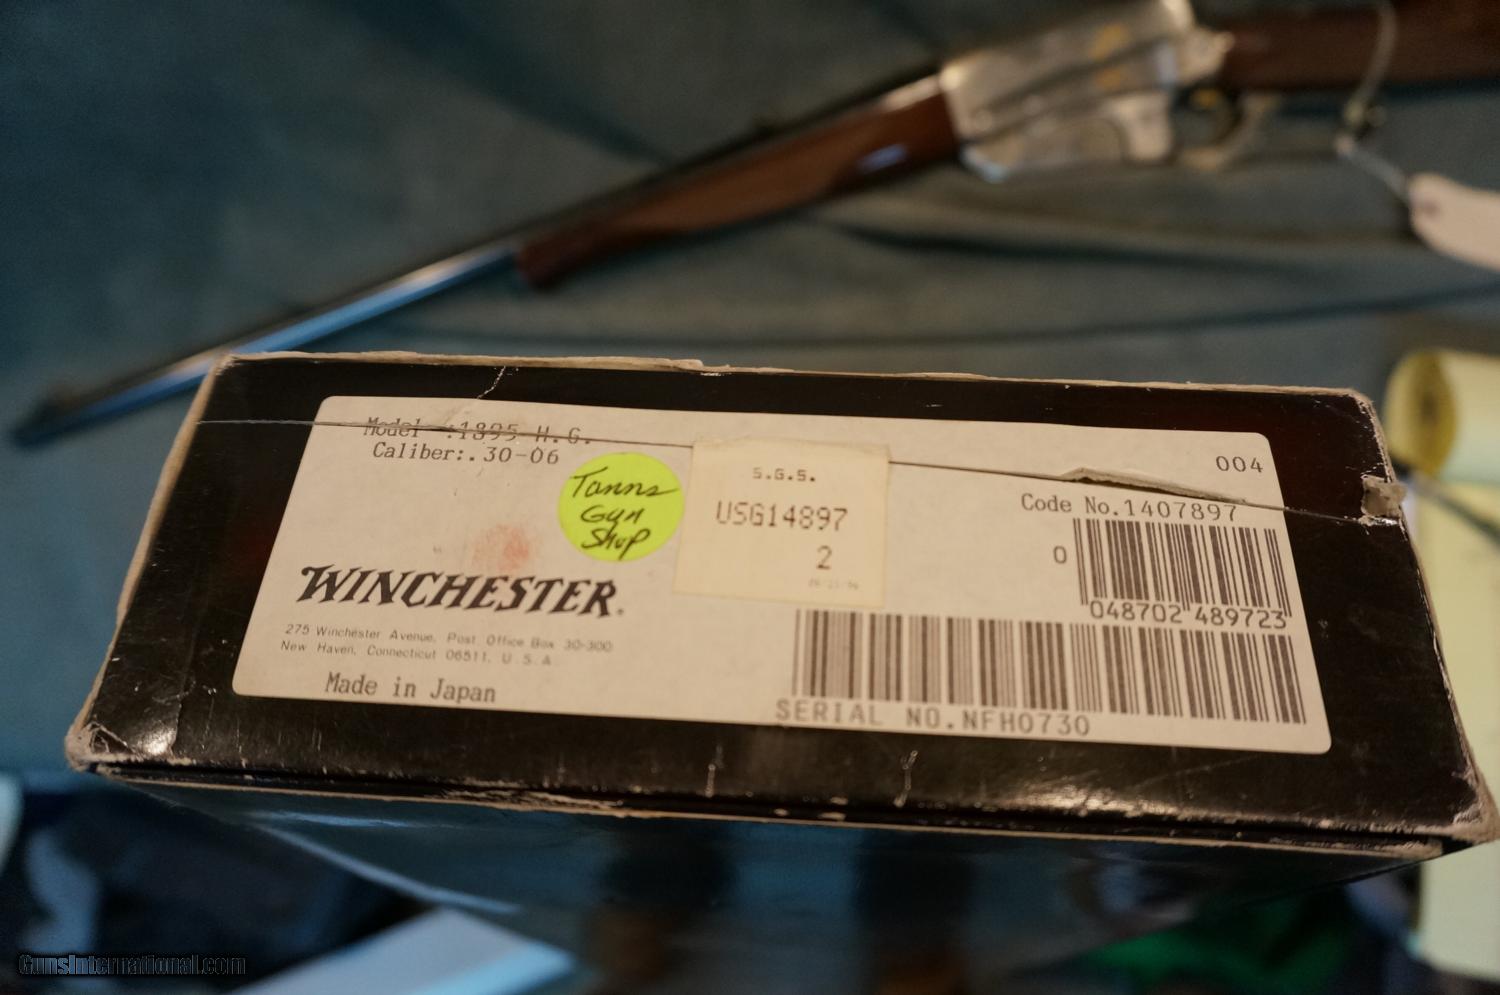 Model :1895 H.G.
Caliber:.30-06
004
Tanns
Gun
Shop
S.G.S.
USG14897
2
Code No.1407897
0
048702 489723
WINCHESTER.
275 Winchester Avenue, Post Office Box 30-300
New Haven, Connecticut 06511, U.S.A
Made in Japan
SERIAL NO.NFH0730
GunsInternational.com